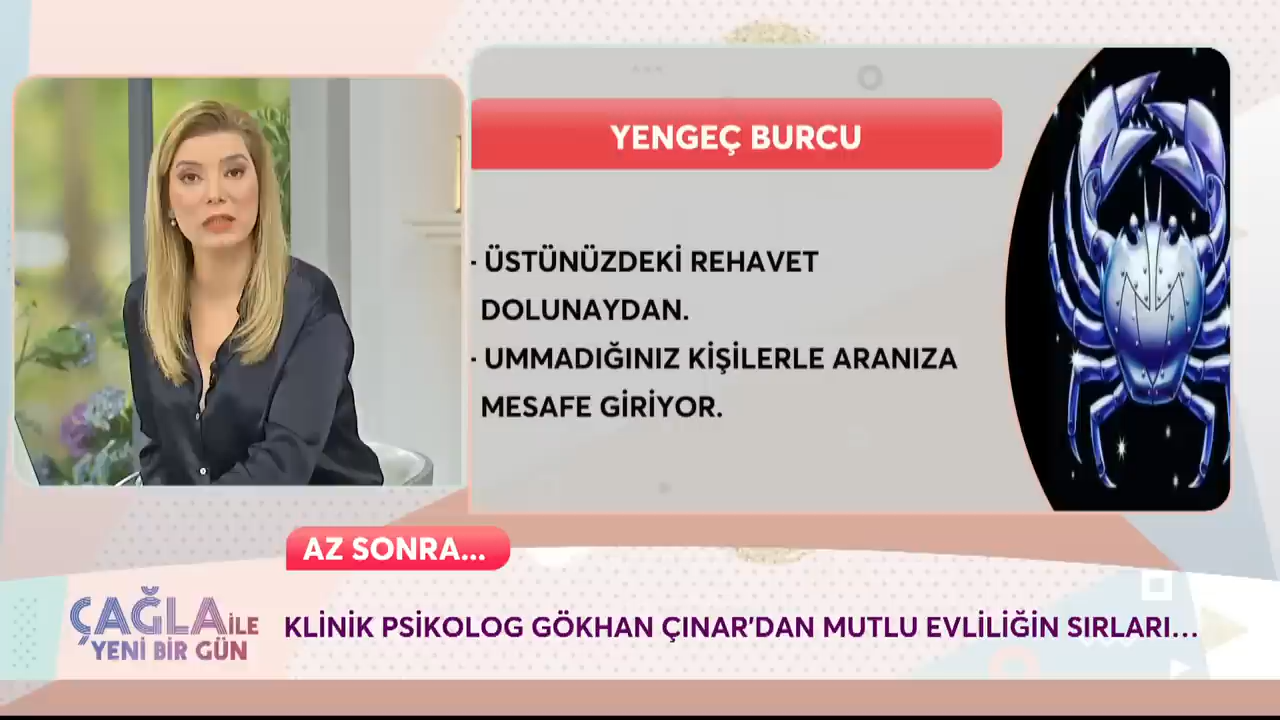 YENGEÇ BURCU
- ÜSTÜNÜZDEKİ REHAVET
DOLUNAYDAN.
- UMMADIĞINIZ KİŞİLERLE ARANIZA
MESAFE GİRİYOR.
AZ SONRA...
ÇAĞLA İLE
YENİ BİR GÜN
KLİNİK PSİKOLOG GÖKHAN ÇINAR'DAN MUTLU EVLİLİĞİN SIRLARI...